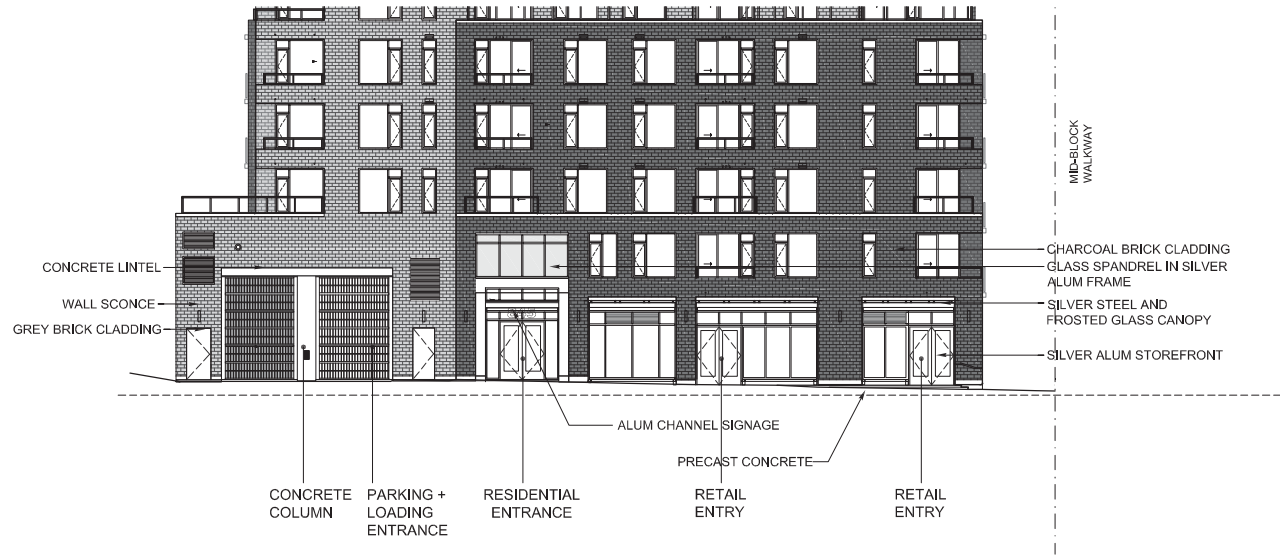 MID-BLOCK
WALKWAY
CONCRETE LINTEL
WALL SCONCE
GREY BRICK CLADDING
CHARCOAL BRICK CLADDING
GLASS SPANDREL IN SILVER
ALUM FRAME
SILVER STEEL AND
FROSTED GLASS CANOPY
SILVER ALUM STOREFRONT
ALUM CHANNEL SIGNAGE
PRECAST CONCRETE
CONCRETE
COLUMN
PARKING +
LOADING
ENTRANCE
RESIDENTIAL
ENTRANCE
RETAIL
ENTRY
RETAIL
ENTRY